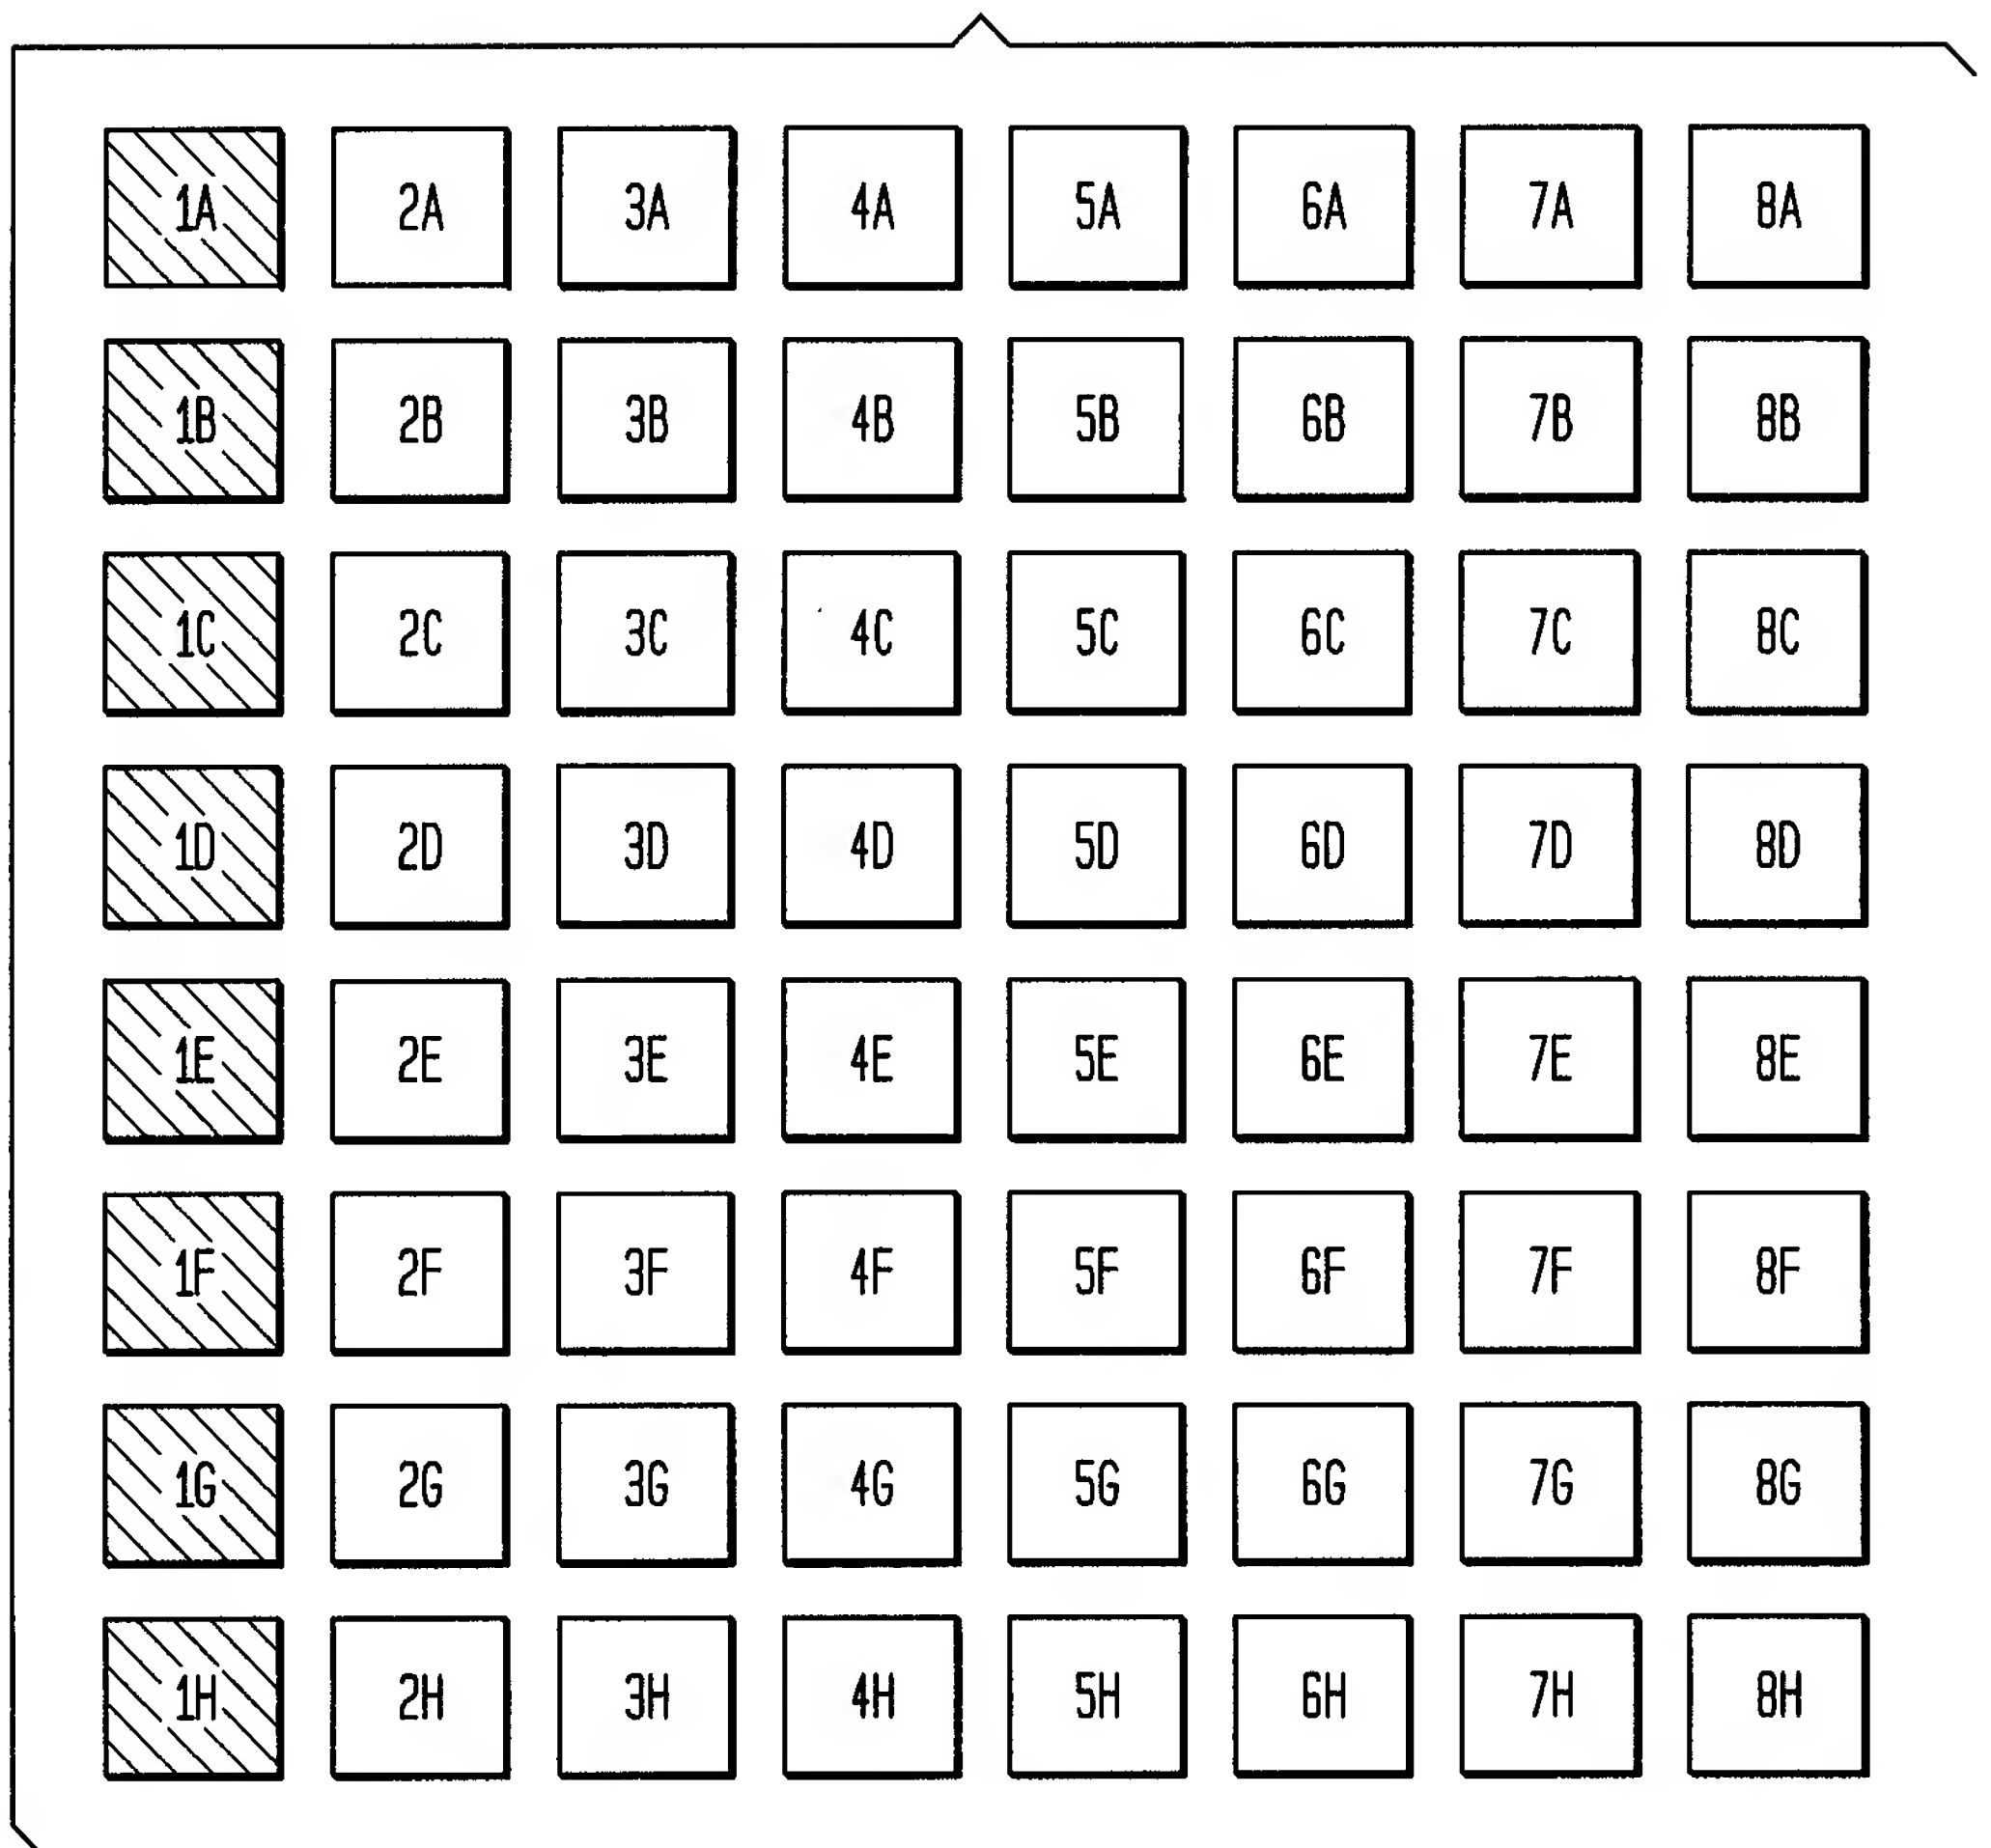 1A 2A 3A 4A 5A 6A 7A 8A
1B 2B 3B 4B 5B 6B 7B 8B
1C 2C 3C 4C 5C 6C 7C 8C
1D 2D 3D 4D 5D 6D 7D 8D
1E 2E 3E 4E 5E 6E 7E 8E
1F 2F 3F 4F 5F 6F 7F 8F
1G 2G 3G 4G 5G 6G 7G 8G
1H 2H 3H 4H 5H 6H 7H 8H